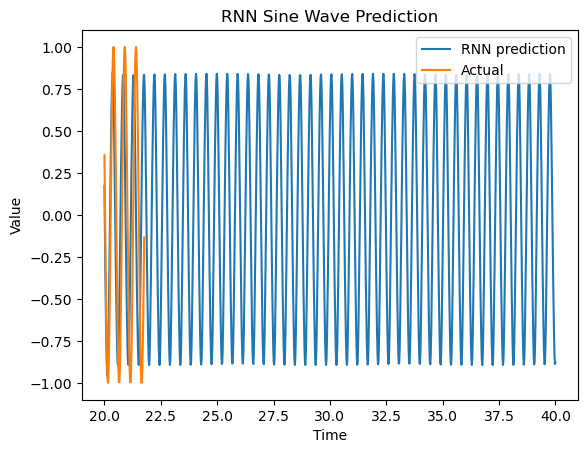 RNN Sine Wave Prediction
RNN prediction
Actual
1.00
0.75
0.50
0.25
0.00
−0.25
−0.50
−0.75
−1.00
Value
20.0 22.5 25.0 27.5 30.0 32.5 35.0 37.5 40.0
Time